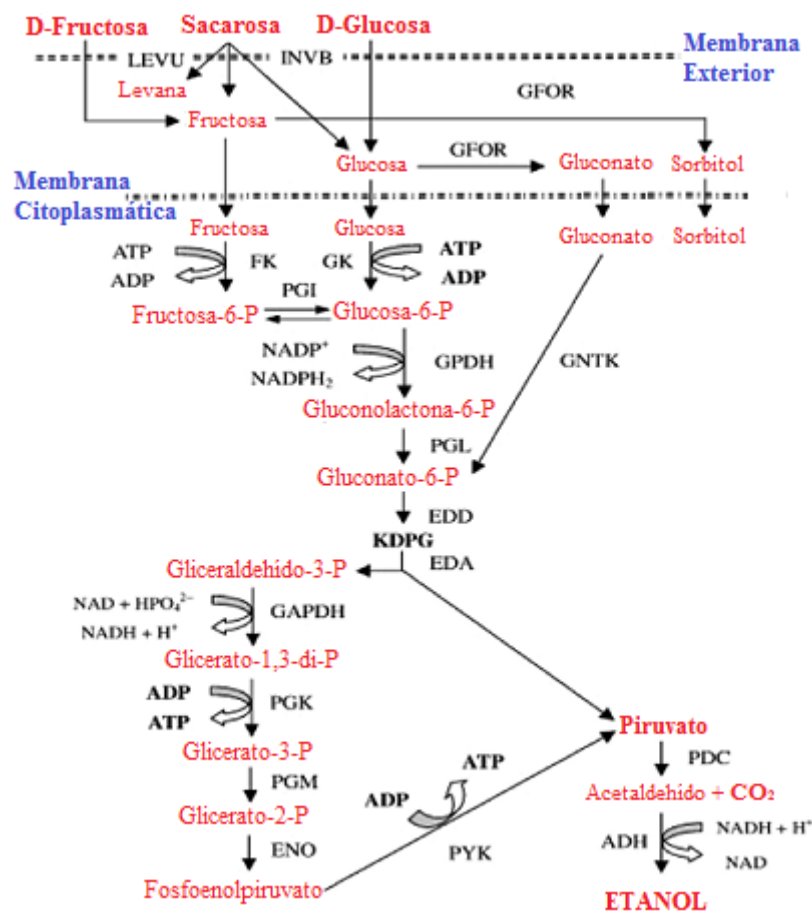 D-Fructosa Sacarosa D-Glucosa
LEVU INVB
Membrana
Exterior
Levana
GFOR
Fructosa
Glucosa GFOR Gluconato Sorbitol
Membrana
Citoplasmática
Fructosa Glucosa Gluconato Sorbitol
ATP FK GK ATP
ADP ADP
PGI
Fructosa-6-P Glucosa-6-P
NADP⁺ GPDH GNTK
NADPH₂
Gluconolactona-6-P
PGL
Gluconato-6-P
EDD
KDPG
EDA
Gliceraldehido-3-P
NAD + HPO₄²⁻ GAPDH
NADH + H⁺
Glicerato-1,3-di-P
ADP PGK
ATP
Piruvato
Glicerato-3-P
PDC
PGM
ATP
ADP
Acetaldehido + CO₂
Glicerato-2-P
NADH + H⁺
ADH
ENO PYK
NAD
Fosfoenolpiruvato
ETANOL